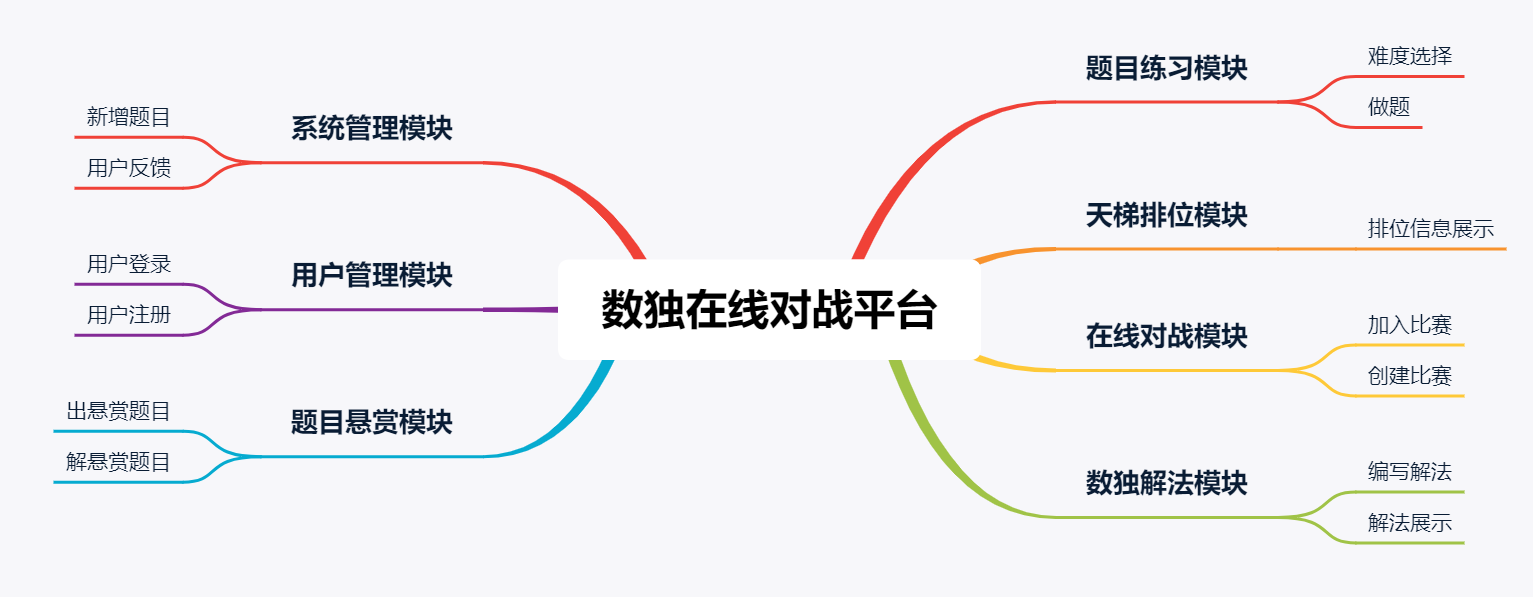 数独在线对战平台
题目练习模块
难度选择
做题
天梯排位模块
排位信息展示
在线对战模块
加入比赛
创建比赛
数独解法模块
编写解法
解法展示
系统管理模块
新增题目
用户反馈
用户管理模块
用户登录
用户注册
题目悬赏模块
出悬赏题目
解悬赏题目